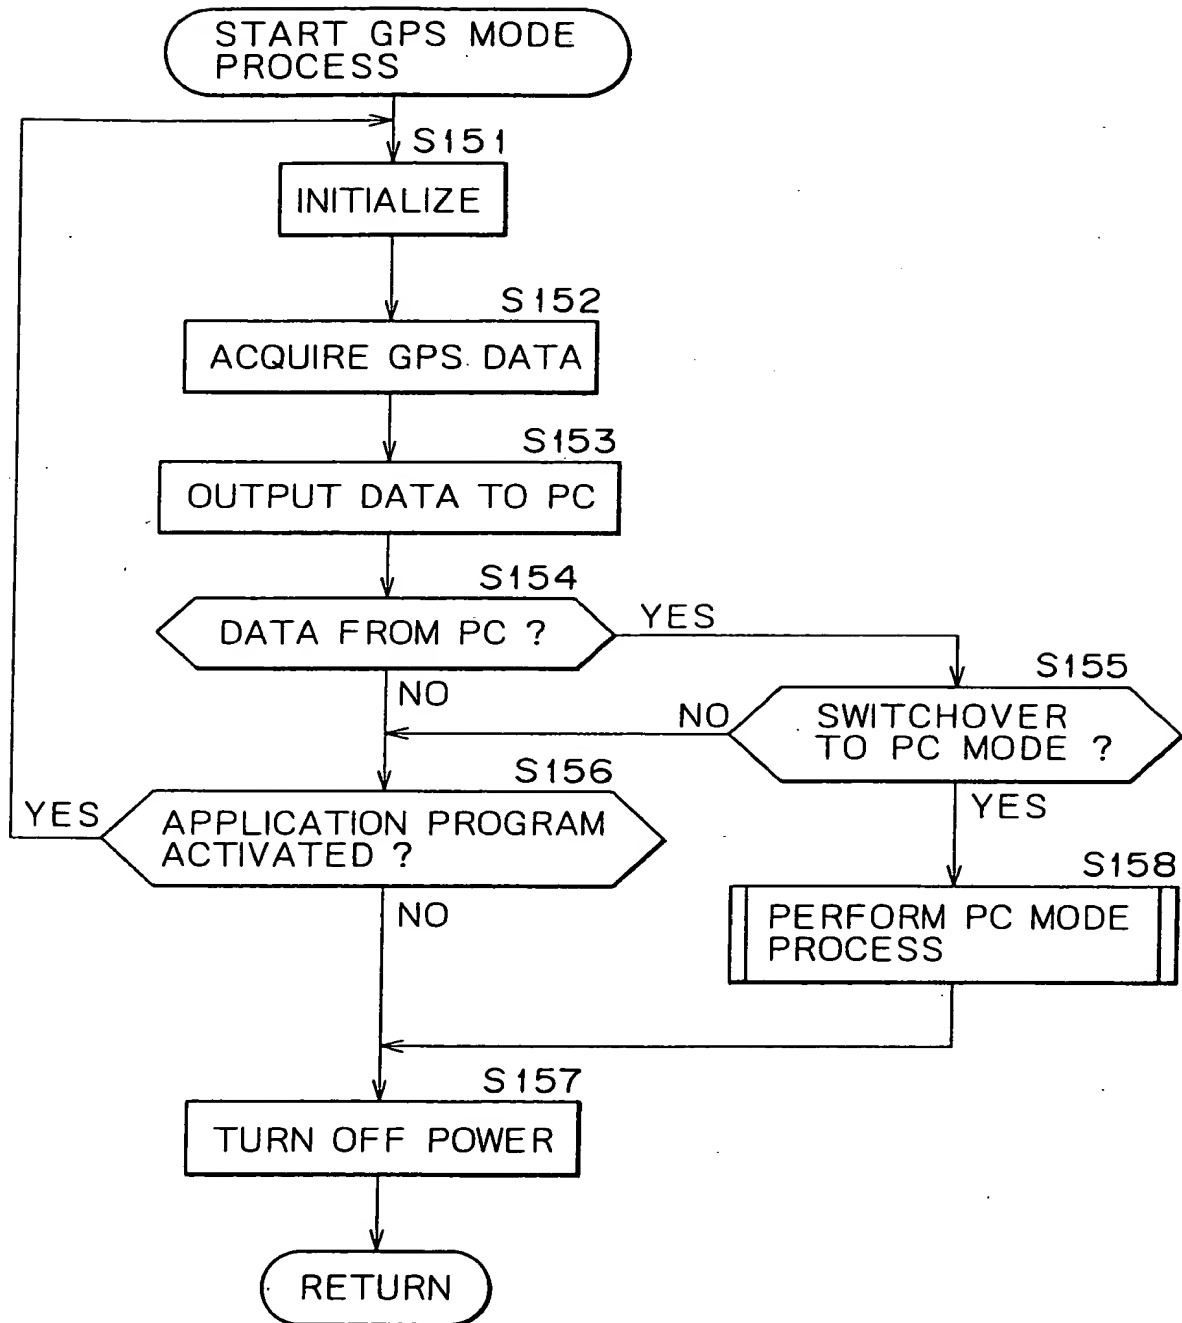 START GPS MODE
PROCESS
S151
INITIALIZE
S152
ACQUIRE GPS DATA
S153
OUTPUT DATA TO PC
S154
DATA FROM PC ?
YES
NO
S155
SWITCHOVER
TO PC MODE ?
NO
YES
S156
APPLICATION PROGRAM
ACTIVATED ?
YES
NO
S158
PERFORM PC MODE
PROCESS
S157
TURN OFF POWER
RETURN